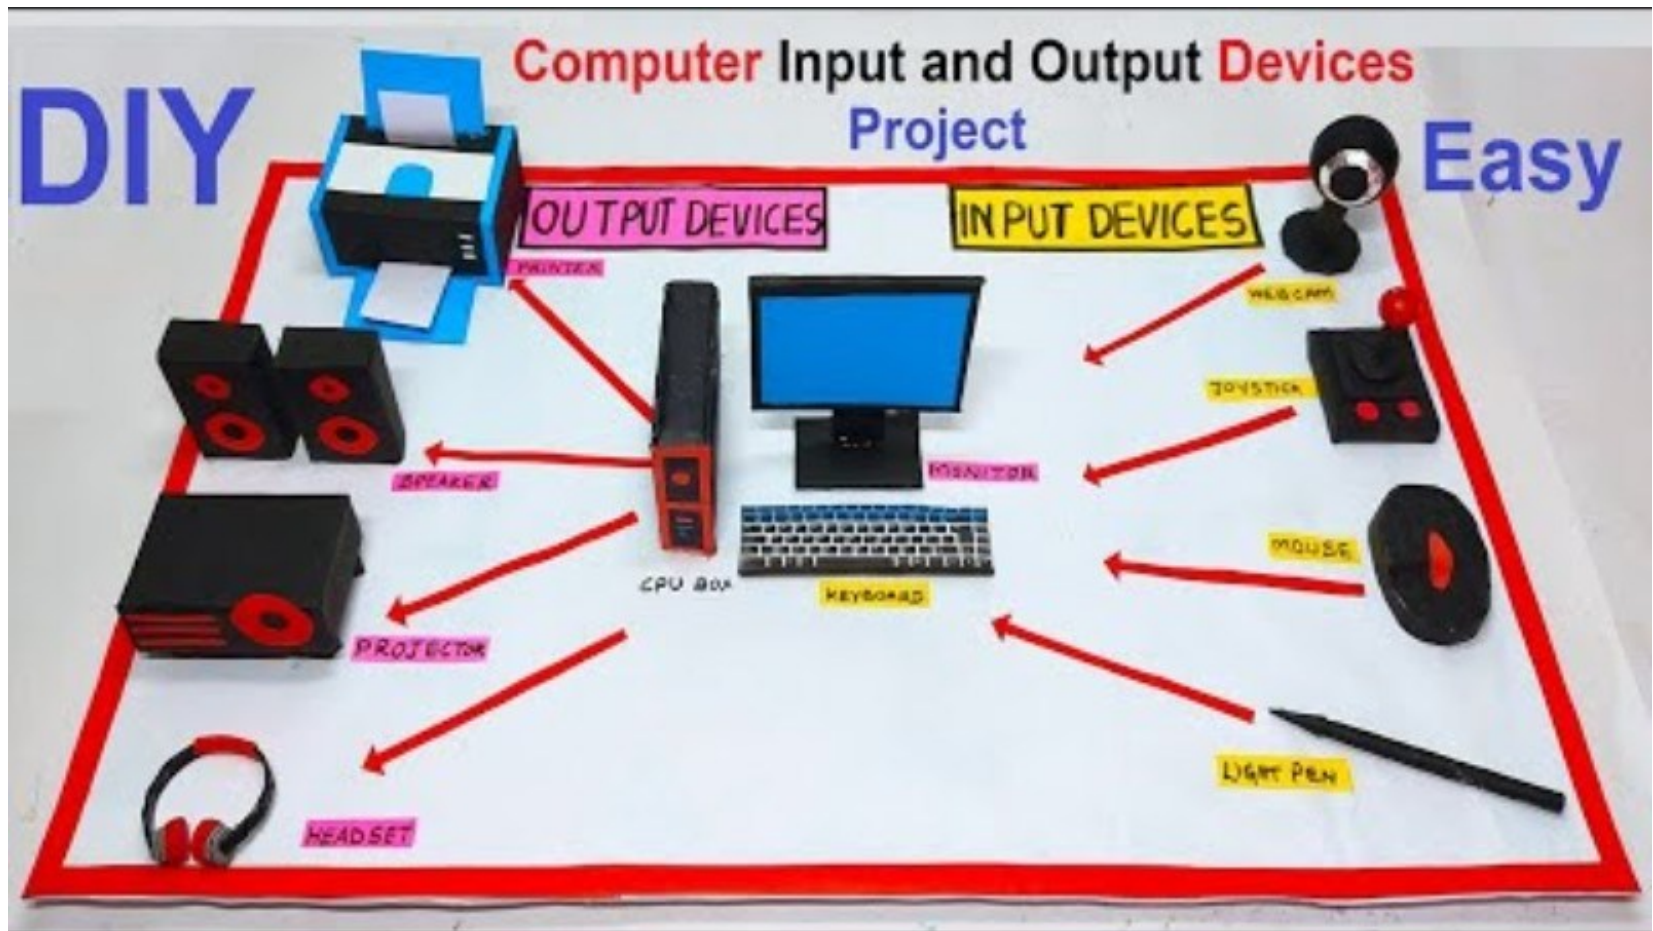 Computer Input and Output Devices
DIY
Project
Easy
OUTPUT DEVICES
INPUT DEVICES
PRINTER
WEBCAM
JOYSTICK
SPEAKER
MONITOR
MOUSE
CPU BOX
KEYBOARD
PROJECTOR
LIGHT PEN
HEADSET